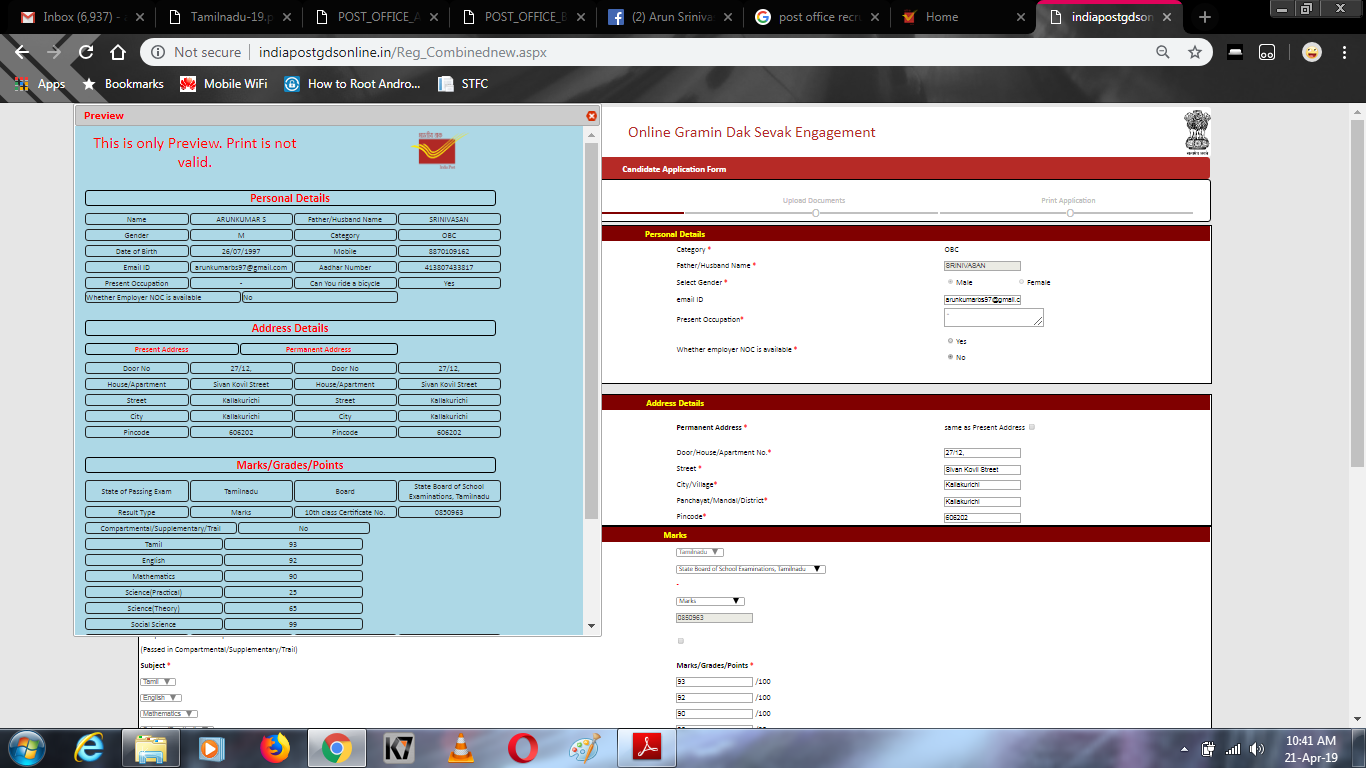 Inbox (6,937) - a
Tamilnadu-19.p
POST_OFFICE_A
POST_OFFICE_B
(2) Arun Sriniva
post office recru
Home
indiapostgdson
Not secure | indiapostgdsonline.in/Reg_Combinednew.aspx
Apps Bookmarks Mobile WiFi How to Root Andro... STFC
Preview
This is only Preview. Print is not
valid.
Personal Details
Name ARUNKUMAR S Father/Husband Name SRINIVASAN
Gender M Category OBC
Date of Birth 26/07/1997 Mobile 8870109162
Email ID arunkumarbs97@gmail.com Aadhar Number 413807433817
Present Occupation - Can You ride a bicycle Yes
Whether Employer NOC is available No
Address Details
Present Address Permanent Address
Door No 27/12, Door No 27/12,
House/Apartment Sivan Kovil Street House/Apartment Sivan Kovil Street
Street Kallakurichi Street Kallakurichi
City Kallakurichi City Kallakurichi
Pincode 606202 Pincode 606202
Marks/Grades/Points
State of Passing Exam Tamilnadu Board State Board of School Examinations, Tamilnadu
Result Type Marks 10th class Certificate No. 0850963
Compartmental/Supplementary/Trail No
Tamil 93
English 92
Mathematics 90
Science(Practical) 25
Science(Theory) 65
Social Science 99
Online Gramin Dak Sevak Engagement
Candidate Application Form
Upload Documents Print Application
Personal Details
Category * OBC
Father/Husband Name * SRINIVASAN
Select Gender * Male Female
email ID arunkumarbs97@gmail.c
Present Occupation* -
Whether employer NOC is available * Yes
No
Address Details
Permanent Address * same as Present Address
Door/House/Apartment No.* 27/12,
Street * Sivan Kovil Street
City/Village* Kallakurichi
Panchayat/Mandal/District* Kallakurichi
Pincode* 606202
Marks
Tamilnadu
State Board of School Examinations, Tamilnadu
-
Marks
0850963
(Passed in Compartmental/Supplementary/Trail)
Subject * Marks/Grades/Points *
Tamil 93 /100
English 92 /100
Mathematics 90 /100
K7
10:41 AM
21-Apr-19